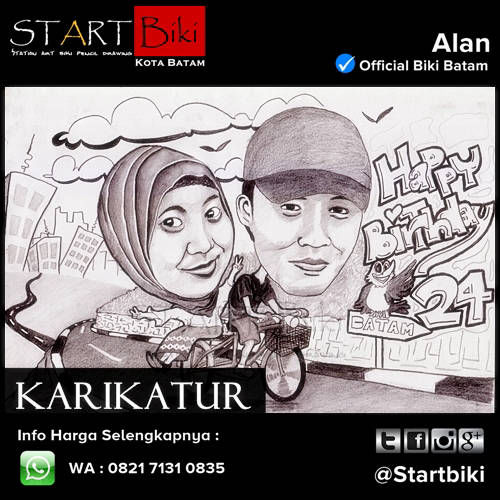 START Biki
STATION ART BIKI PENCIL DRAWING
KOTA BATAM
Alan
Official Biki Batam
Happy
Birthday
24
BATAM
KARIKATUR
Info Harga Selengkapnya :
WA : 0821 7131 0835
@Startbiki